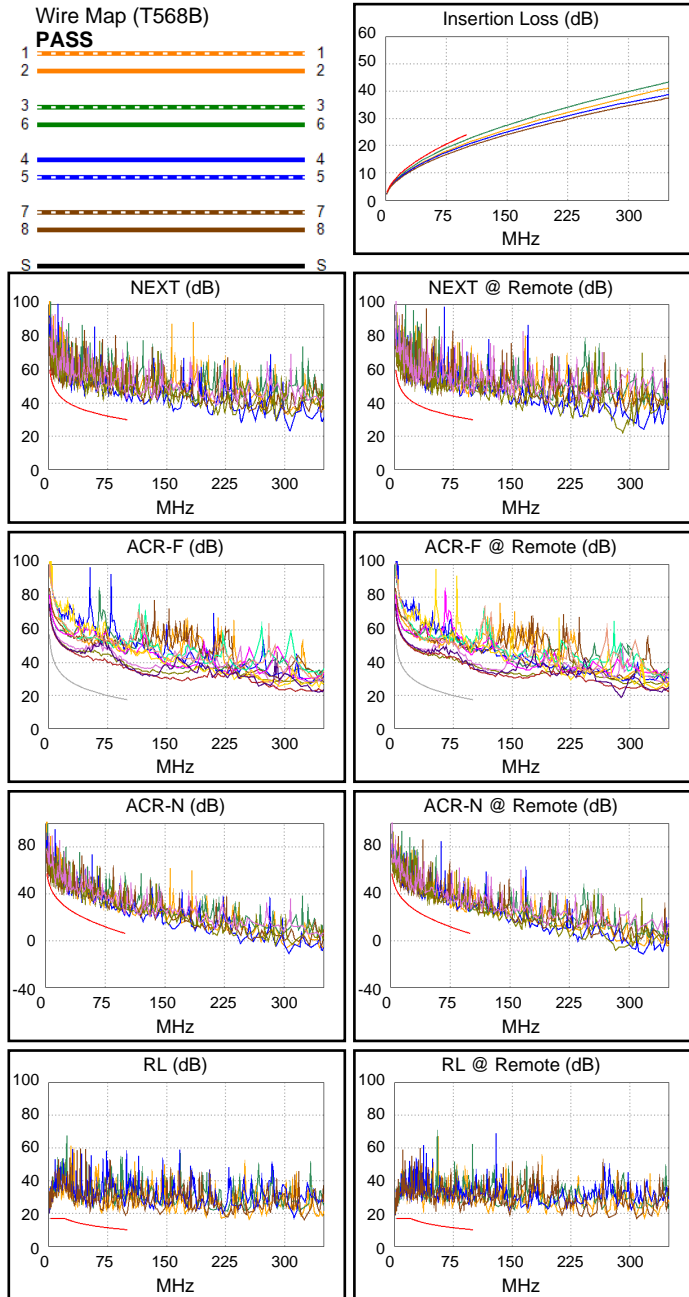 Wire Map (T568B)
PASS
1 1
2 2
3 3
6 6
4 4
5 5
7 7
8 8
S S
Insertion Loss (dB)
60
50
40
30
20
10
0
0 75 150 225 300
MHz
NEXT (dB)
100
80
60
40
20
0
0 75 150 225 300
MHz
NEXT @ Remote (dB)
100
80
60
40
20
0
0 75 150 225 300
MHz
ACR-F (dB)
100
80
60
40
20
0
0 75 150 225 300
MHz
ACR-F @ Remote (dB)
100
80
60
40
20
0
0 75 150 225 300
MHz
ACR-N (dB)
80
40
0
-40
0 75 150 225 300
MHz
ACR-N @ Remote (dB)
80
40
0
-40
0 75 150 225 300
MHz
RL (dB)
100
80
60
40
20
0
0 75 150 225 300
MHz
RL @ Remote (dB)
100
80
60
40
20
0
0 75 150 225 300
MHz